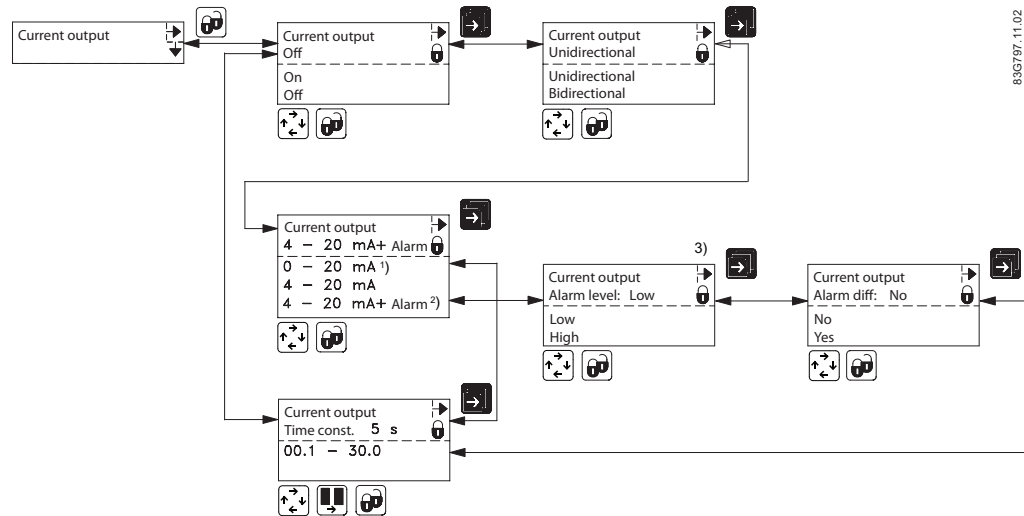 83G797.11.02
Current output
Current output
Off
On
Off
Current output
Unidirectional
Unidirectional
Bidirectional
Current output
4 – 20 mA+ Alarm
0 – 20 mA ¹)
4 – 20 mA
4 – 20 mA+ Alarm ²)
3)
Current output
Alarm level: Low
Low
High
Current output
Alarm diff: No
No
Yes
Current output
Time const. 5 s
00.1 – 30.0